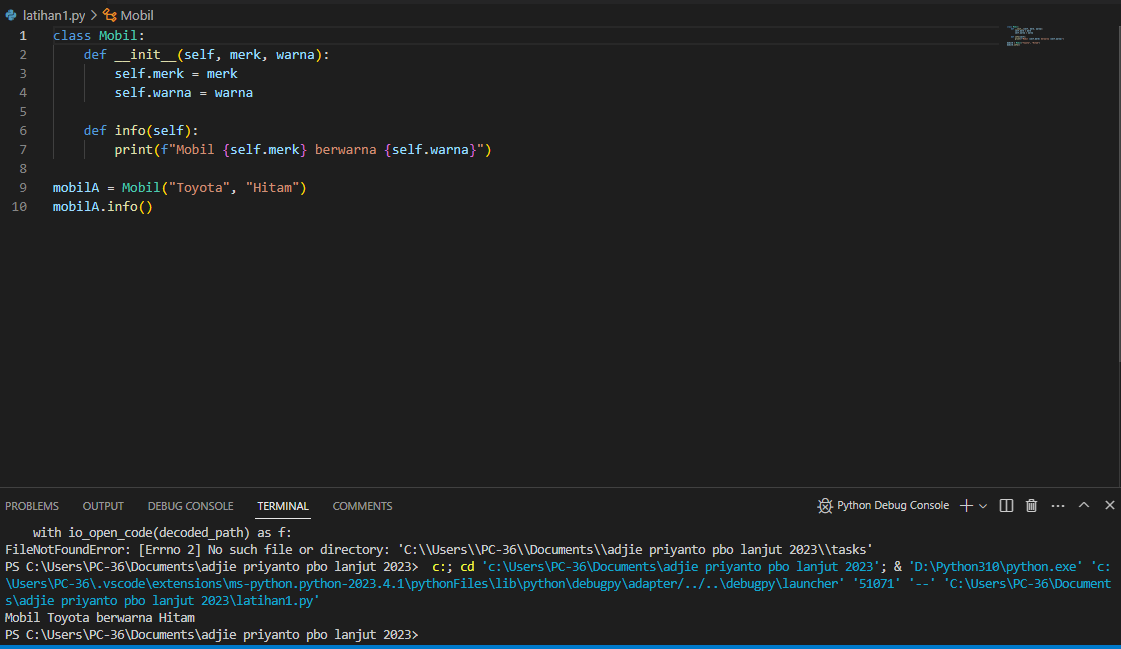 latihan1.py > Mobil
1 class Mobil:
2     def __init__(self, merk, warna):
3         self.merk = merk
4         self.warna = warna
5
6     def info(self):
7         print(f"Mobil {self.merk} berwarna {self.warna}")
8
9 mobilA = Mobil("Toyota", "Hitam")
10 mobilA.info()
PROBLEMS OUTPUT DEBUG CONSOLE TERMINAL COMMENTS Python Debug Console
    with io_open_code(decoded_path) as f:
FileNotFoundError: [Errno 2] No such file or directory: 'C:\\Users\\PC-36\\Documents\\adjie priyanto pbo lanjut 2023\\tasks'
PS C:\Users\PC-36\Documents\adjie priyanto pbo lanjut 2023>  c:; cd 'c:\Users\PC-36\Documents\adjie priyanto pbo lanjut 2023'; & 'D:\Python310\python.exe' 'c:
\Users\PC-36\.vscode\extensions\ms-python.python-2023.4.1\pythonFiles\lib\python\debugpy\adapter/../..\debugpy\launcher' '51071' '--' 'C:\Users\PC-36\Document
s\adjie priyanto pbo lanjut 2023\latihan1.py'
Mobil Toyota berwarna Hitam
PS C:\Users\PC-36\Documents\adjie priyanto pbo lanjut 2023>